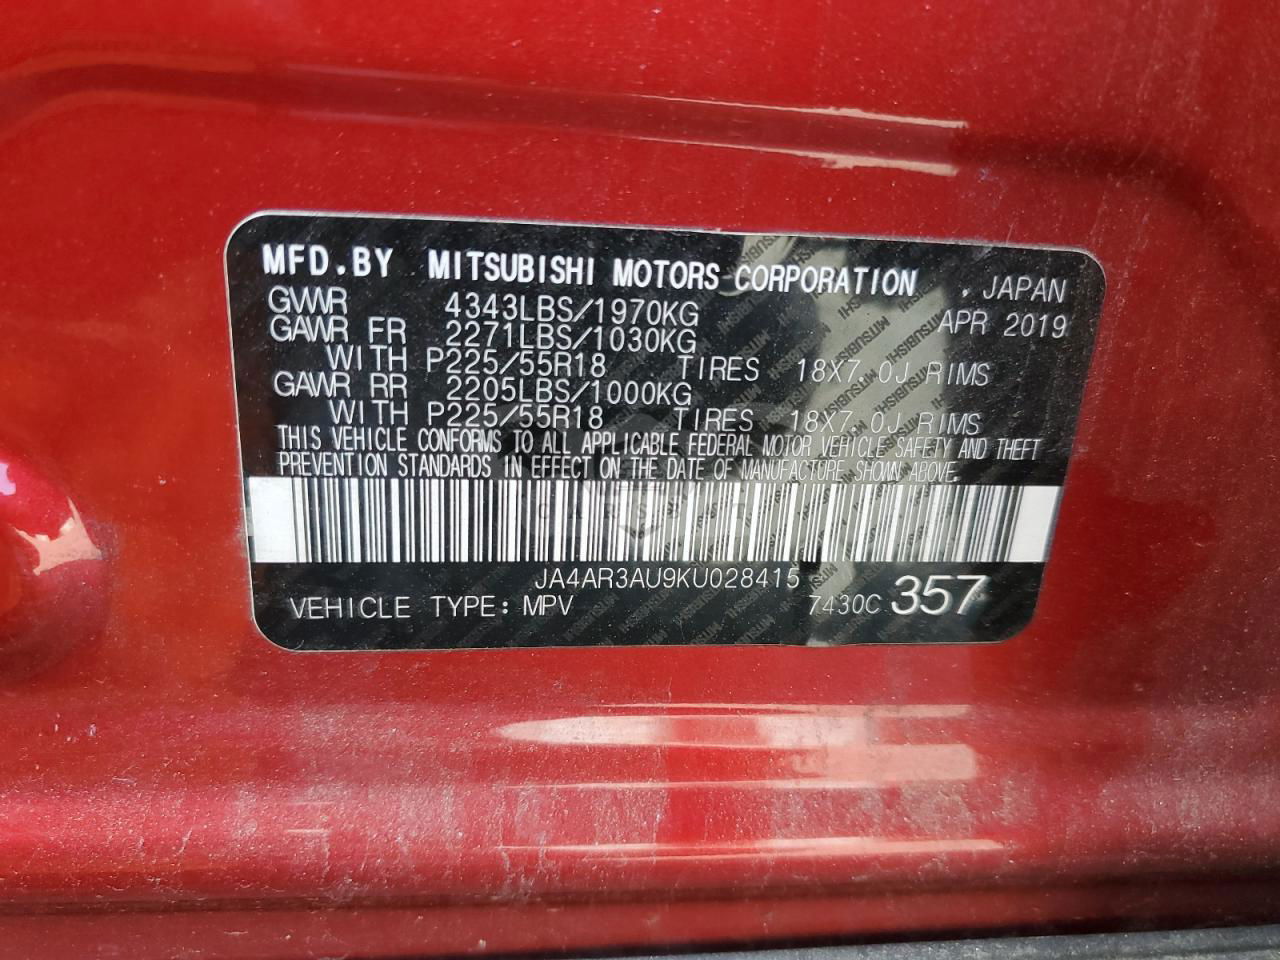 MFD.BY MITSUBISHI MOTORS CORPORATION , JAPAN
GVWR 4343LBS/1970KG APR 2019
GAWR FR 2271LBS/1030KG
WITH P225/55R18 TIRES 18X7.0J RIMS
GAWR RR 2205LBS/1000KG
WITH P225/55R18 TIRES 18X7.0J RIMS
THIS VEHICLE CONFORMS TO ALL APPLICABLE FEDERAL MOTOR VEHICLE SAFETY AND THEFT
PREVENTION STANDARDS IN EFFECT ON THE DATE OF MANUFACTURE SHOWN ABOVE.
JA4AR3AU9KU028415
VEHICLE TYPE: MPV 7430C 357